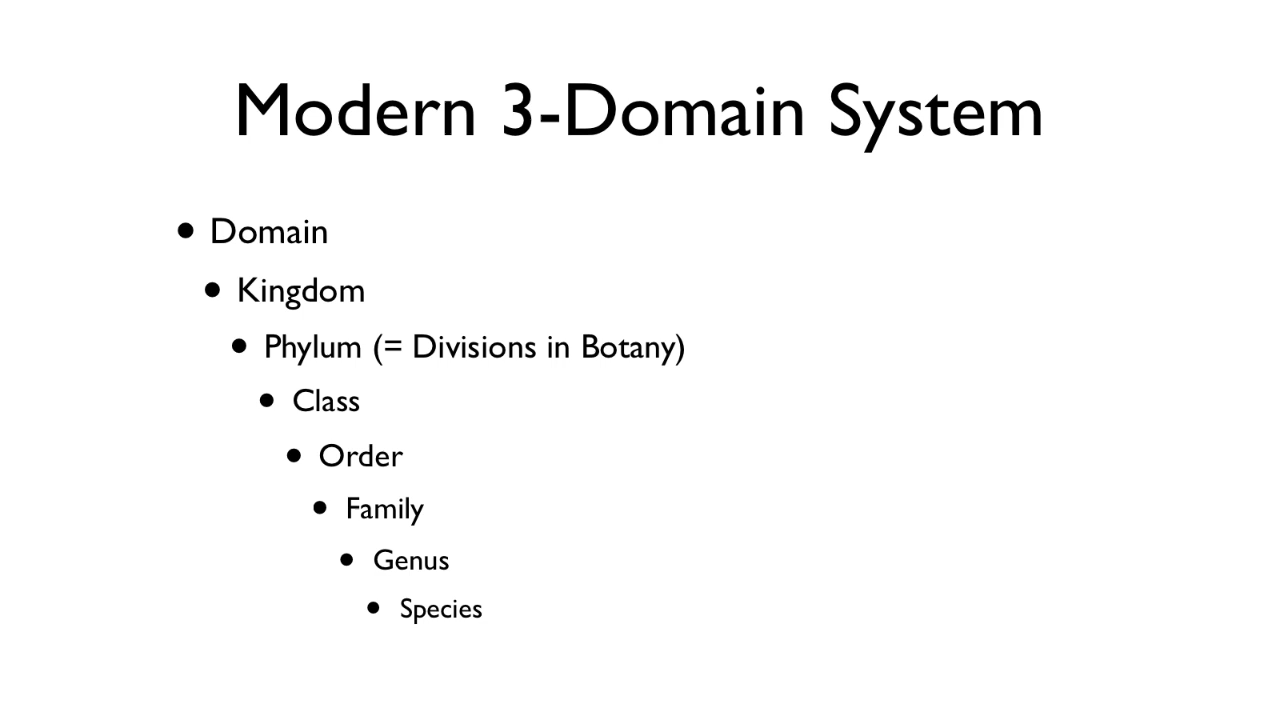 Modern 3-Domain System
• Domain
• Kingdom
• Phylum (= Divisions in Botany)
• Class
• Order
• Family
• Genus
• Species